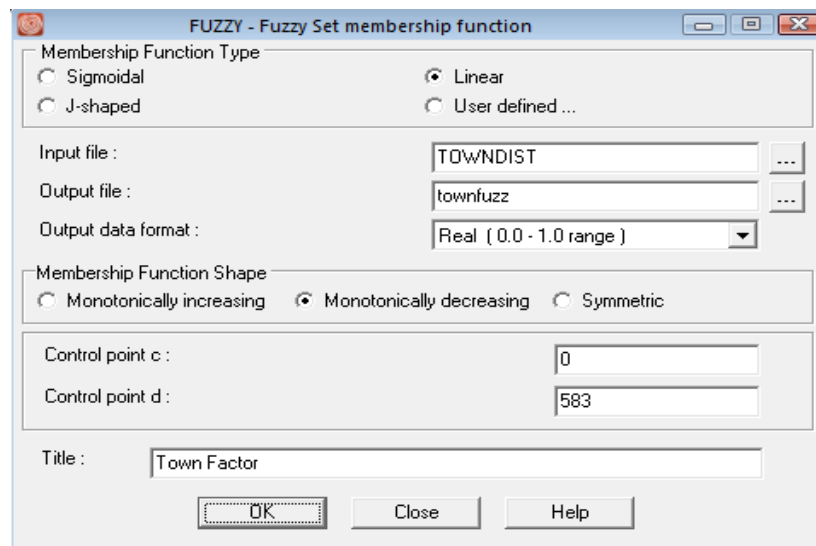 FUZZY - Fuzzy Set membership function
Membership Function Type
Sigmoidal
Linear
J-shaped
User defined ...
Input file :
TOWNDIST
...
Output file :
townfuzz
...
Output data format :
Real ( 0.0 - 1.0 range )
Membership Function Shape
Monotonically increasing
Monotonically decreasing
Symmetric
Control point c :
0
Control point d :
583
Title :
Town Factor
OK
Close
Help